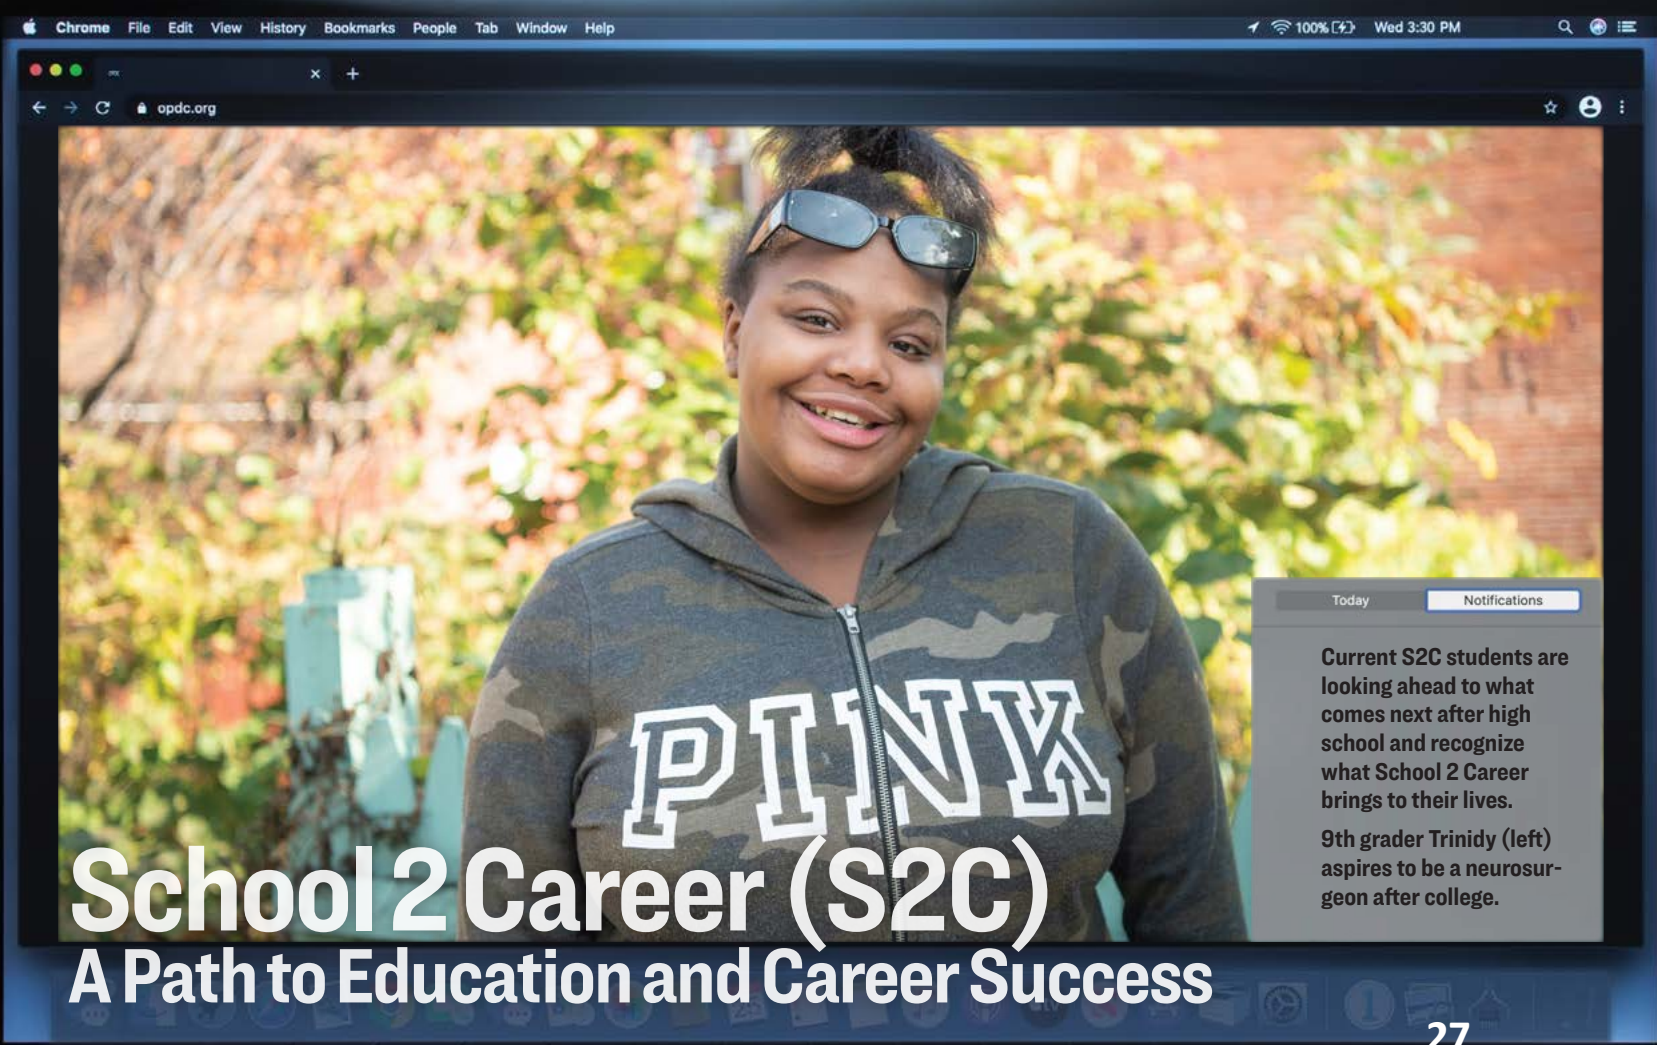 Chrome File Edit View History Bookmarks People Tab Window Help
100% Wed 3:30 PM
opdc.org
Today Notifications
Current S2C students are
looking ahead to what
comes next after high
school and recognize
what School 2 Career
brings to their lives.
9th grader Trinidy (left)
aspires to be a neurosur-
geon after college.
PINK
School 2 Career (S2C)
A Path to Education and Career Success
27